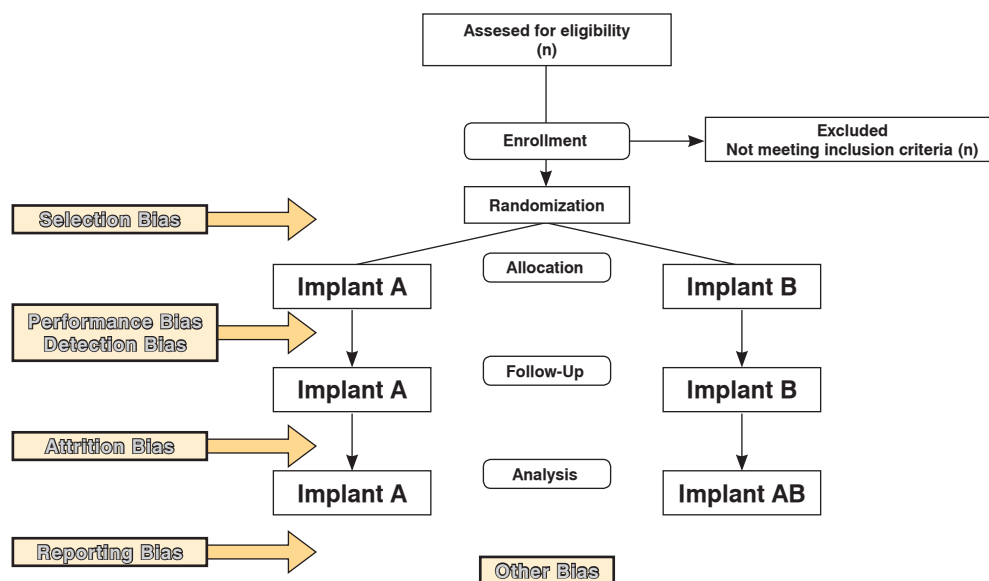 Assesed for eligibility
(n)
Enrollment
Excluded
Not meeting inclusion criteria (n)
Randomization
Selection Bias
Allocation
Implant A
Implant B
Performance Bias
Detection Bias
Follow-Up
Implant A
Implant B
Attrition Bias
Analysis
Implant A
Implant AB
Reporting Bias
Other Bias